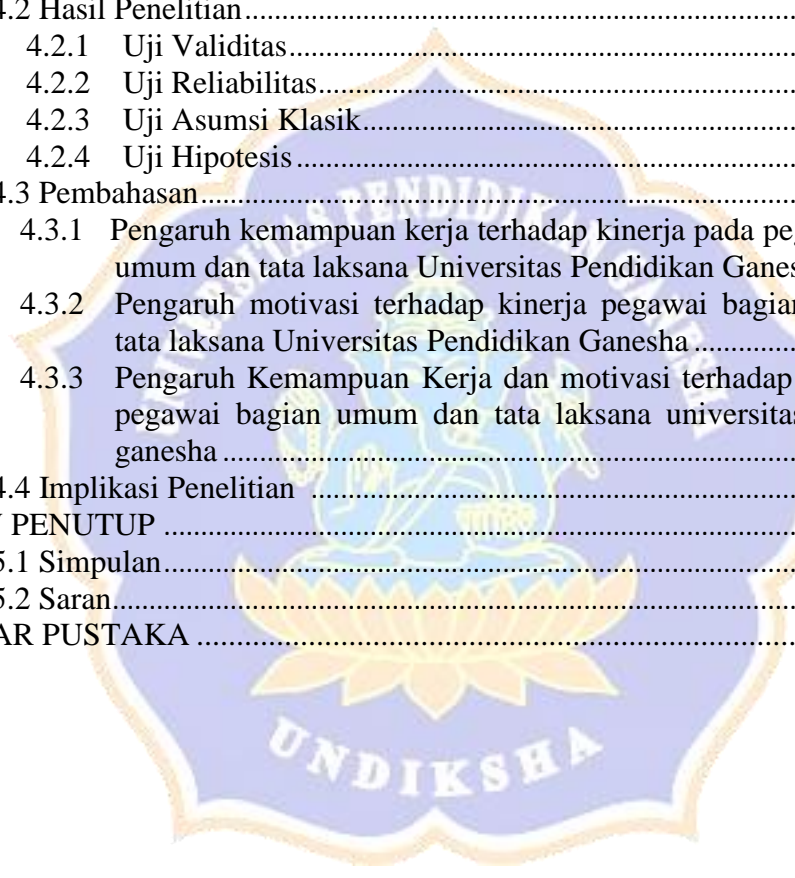 4.2 Hasil Penelitian........................................................................
4.2.1 Uji Validitas........................................................................
4.2.2 Uji Reliabilitas........................................................................
4.2.3 Uji Asumsi Klasik........................................................................
4.2.4 Uji Hipotesis........................................................................
4.3 Pembahasan........................................................................
4.3.1 Pengaruh kemampuan kerja terhadap kinerja pada
umum dan tata laksana Universitas Pendidikan
4.3.2 Pengaruh motivasi terhadap kinerja pegawai bagian
tata laksana Universitas Pendidikan Ganesha........................
4.3.3 Pengaruh Kemampuan Kerja dan motivasi terhadap
pegawai bagian umum dan tata laksana universitas
ganesha........................................................................
4.4 Implikasi Penelitian ........................................................................
PENUTUP ........................................................................
5.1 Simpulan........................................................................
5.2 Saran........................................................................
AR PUSTAKA ........................................................................
UNIVERSITAS PENDIDIKAN GANESHA
UNDIKSHA